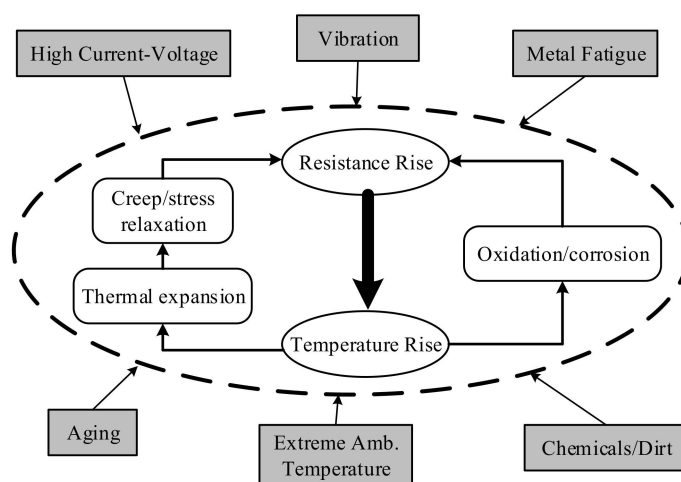 High Current-Voltage
Vibration
Metal Fatigue
Resistance Rise
Creep/stress
relaxation
Oxidation/corrosion
Thermal expansion
Temperature Rise
Aging
Extreme Amb.
Temperature
Chemicals/Dirt